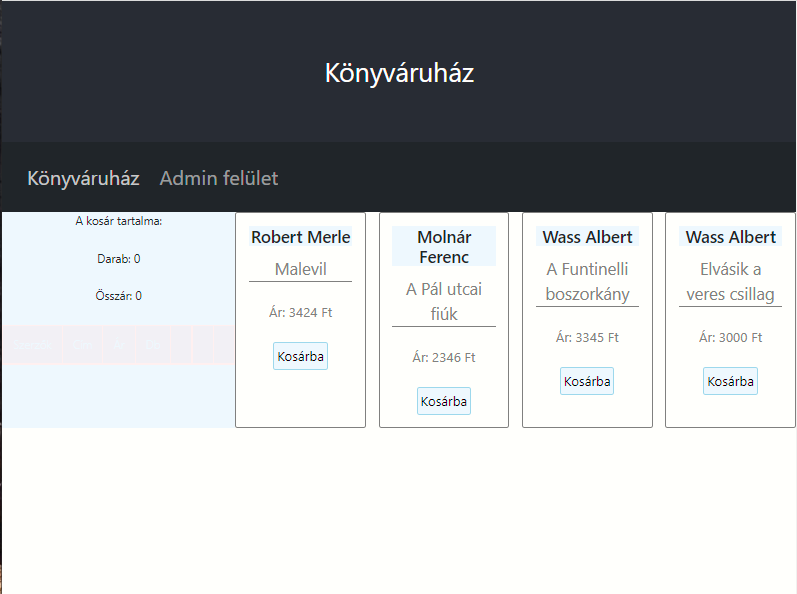 Könyváruház
Könyváruház Admin felület
A kosár tartalma:
Darab: 0
Összár: 0
Robert Merle
Malevil
Ár: 3424 Ft
Kosárba
Molnár
Ferenc
A Pál utcai
fiúk
Ár: 2346 Ft
Kosárba
Wass Albert
A Funtinelli
boszorkány
Ár: 3345 Ft
Kosárba
Wass Albert
Elvásik a
veres csillag
Ár: 3000 Ft
Kosárba